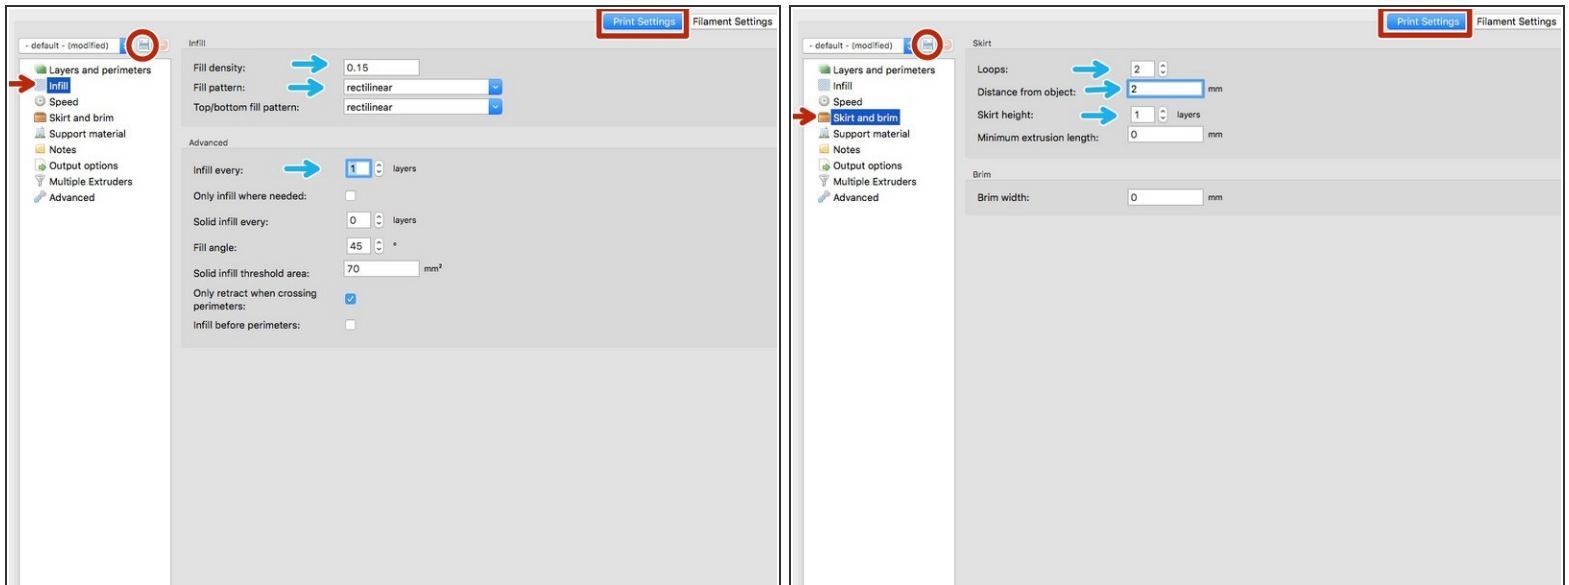 Print Settings Filament Settings
- default - (modified)
Layers and perimeters
Infill
Speed
Skirt and brim
Support material
Notes
Output options
Multiple Extruders
Advanced
Infill
Fill density: 0.15
Fill pattern: rectilinear
Top/bottom fill pattern: rectilinear
Advanced
Infill every: 1 layers
Only infill where needed:
Solid infill every: 0 layers
Fill angle: 45 °
Solid infill threshold area: 70 mm²
Only retract when crossing
perimeters:
Infill before perimeters:
Print Settings Filament Settings
- default - (modified)
Layers and perimeters
Infill
Speed
Skirt and brim
Support material
Notes
Output options
Multiple Extruders
Advanced
Skirt
Loops: 2
Distance from object: 2 mm
Skirt height: 1 layers
Minimum extrusion length: 0 mm
Brim
Brim width: 0 mm